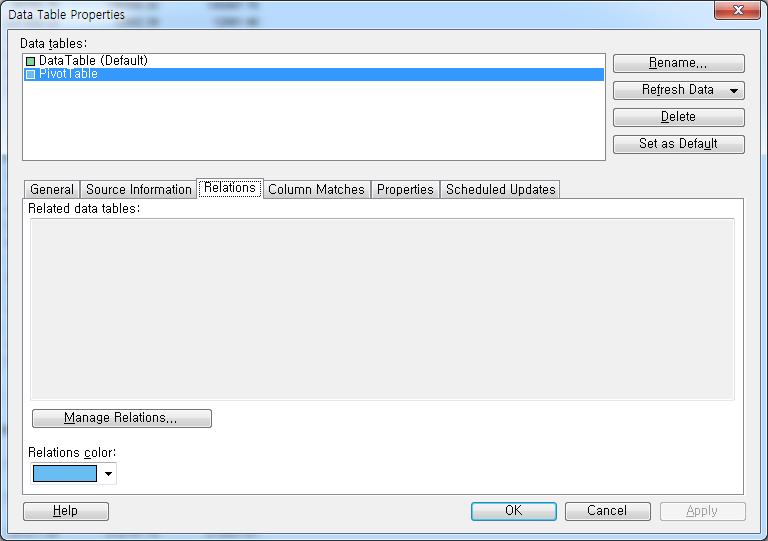 Data Table Properties
Data tables:
DataTable (Default)
PivotTable
Rename...
Refresh Data
Delete
Set as Default
General
Source Information
Relations
Column Matches
Properties
Scheduled Updates
Related data tables:
Manage Relations...
Relations color:
Help
OK
Cancel
Apply